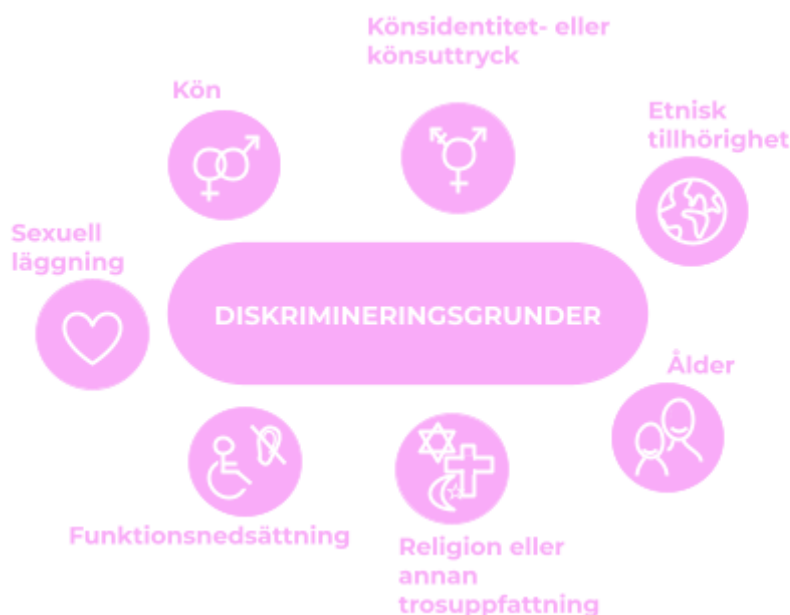 Könsidentitet- eller
könsuttryck
Kön
Etnisk
tillhörighet
Sexuell
läggning
DISKRIMINERINGSGRUNDER
Ålder
Funktionsnedsättning
Religion eller
annan
trosuppfattning